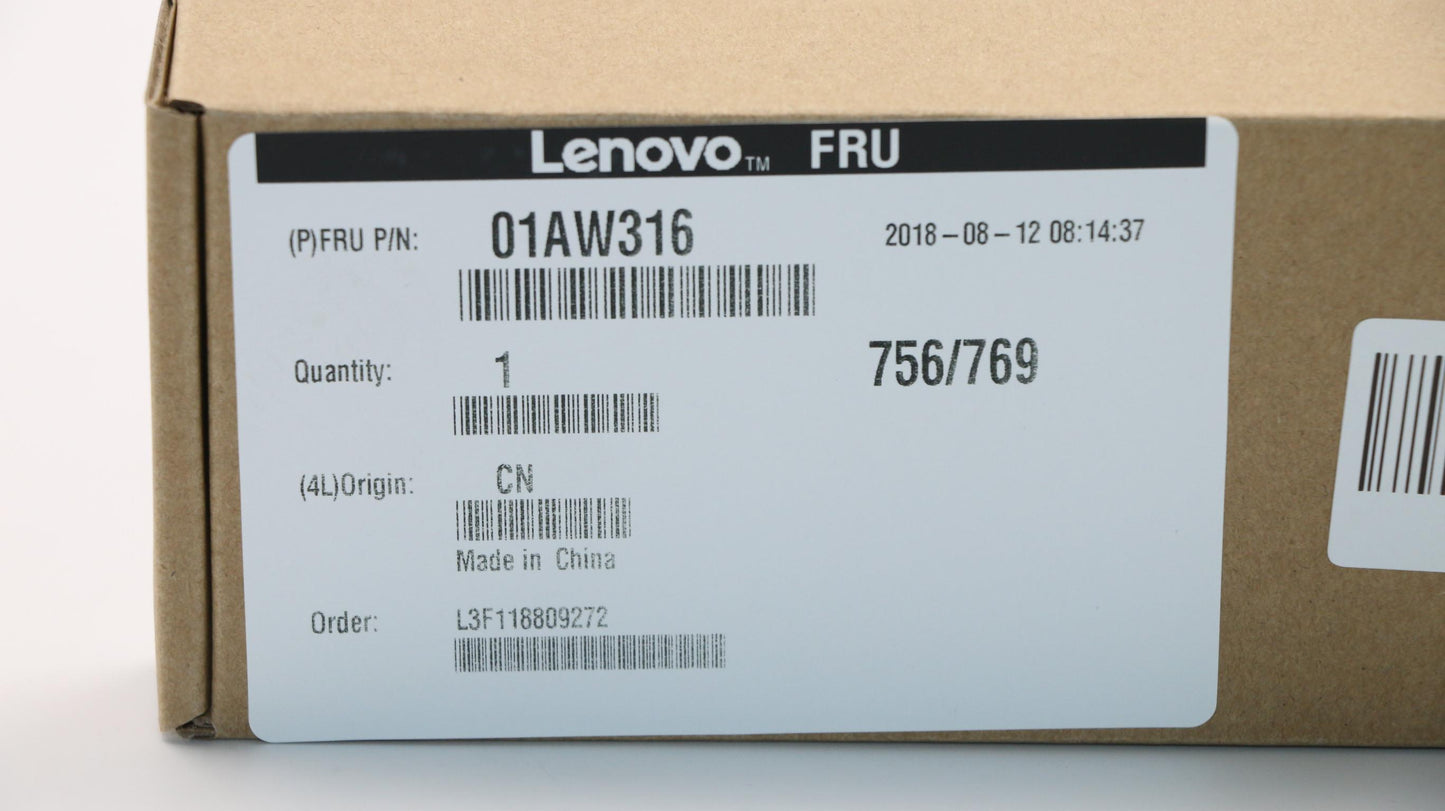 Lenovo™ FRU
(P)FRU P/N: 01AW316 2018-08-12 08:14:37
Quantity: 1 756/769
(4L)Origin: CN
Made in China
Order: L3F118809272